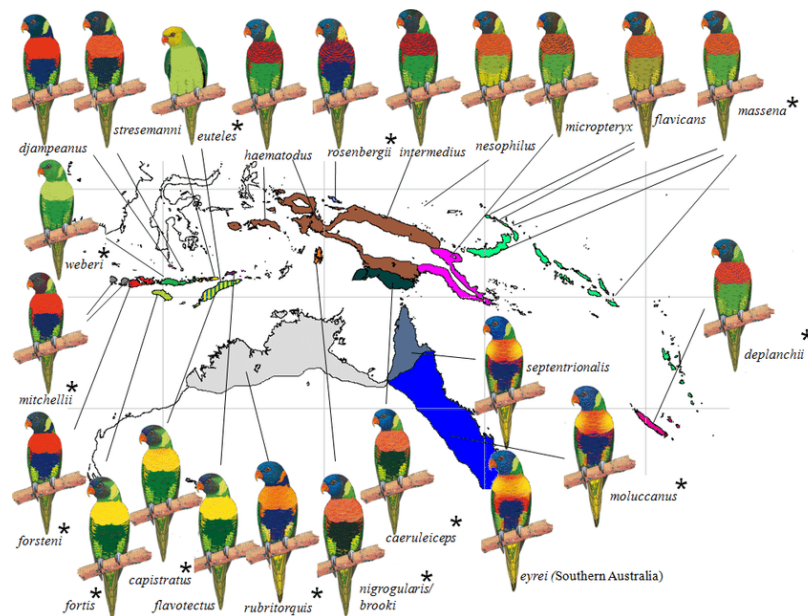 djampeanus
stresemanni
euteles*
haematodus
rosenbergii*
intermedius
nesophilus
micropteryx
flavicans
massena*
weberi*
mitchellii*
deplanchii*
septentrionalis
moluccanus*
forsteni*
fortis*
capistratus*
flavotectus
rubritorquis*
nigrogularis/
brooki*
caeruleiceps*
eyrei (Southern Australia)